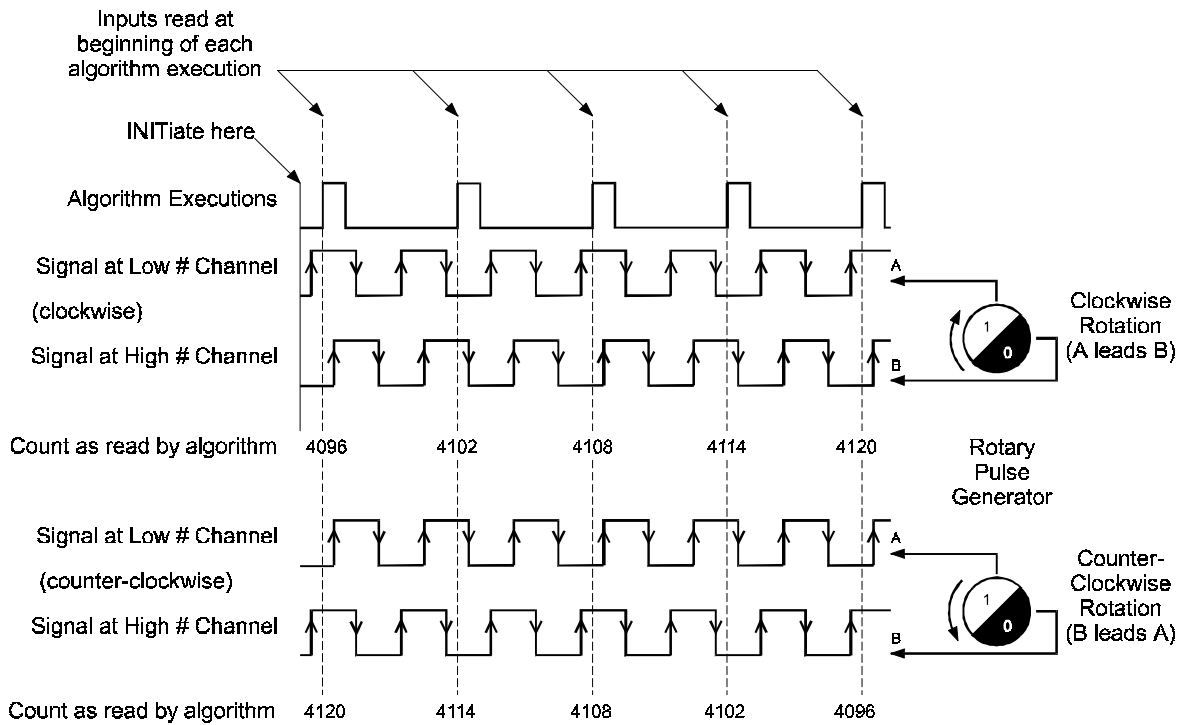 Inputs read at
beginning of each
algorithm execution
INITiate here
Algorithm Executions
Signal at Low # Channel
(clockwise)
A
Clockwise
Rotation
(A leads B)
1
0
Signal at High # Channel
B
Count as read by algorithm
4096
4102
4108
4114
4120
Rotary
Pulse
Generator
Signal at Low # Channel
(counter-clockwise)
A
Counter-
Clockwise
Rotation
(B leads A)
1
0
Signal at High # Channel
B
Count as read by algorithm
4120
4114
4108
4102
4096